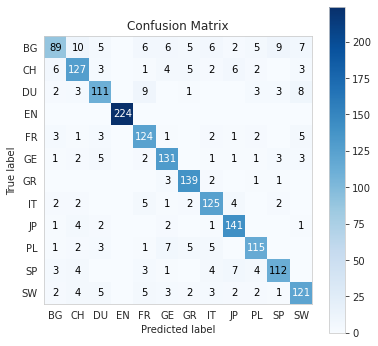 Confusion Matrix
BG 89 10 5 6 6 5 6 2 5 9 7
CH 6 127 3 1 4 5 2 6 2 3
DU 2 3 111 9 1 3 3 8
EN 224
FR 3 1 3 124 1 2 1 2 5
GE 1 2 5 2 131 1 1 1 3 3
GR 3 139 2 1 1
IT 2 2 5 1 2 125 4 2
JP 1 4 2 2 1 141 1
PL 1 2 3 1 7 5 5 115
SP 3 4 3 1 4 7 4 112
SW 2 4 5 5 3 2 3 2 2 1 121
BG CH DU EN FR GE GR IT JP PL SP SW
Predicted label
True label
200
175
150
125
100
75
50
25
0